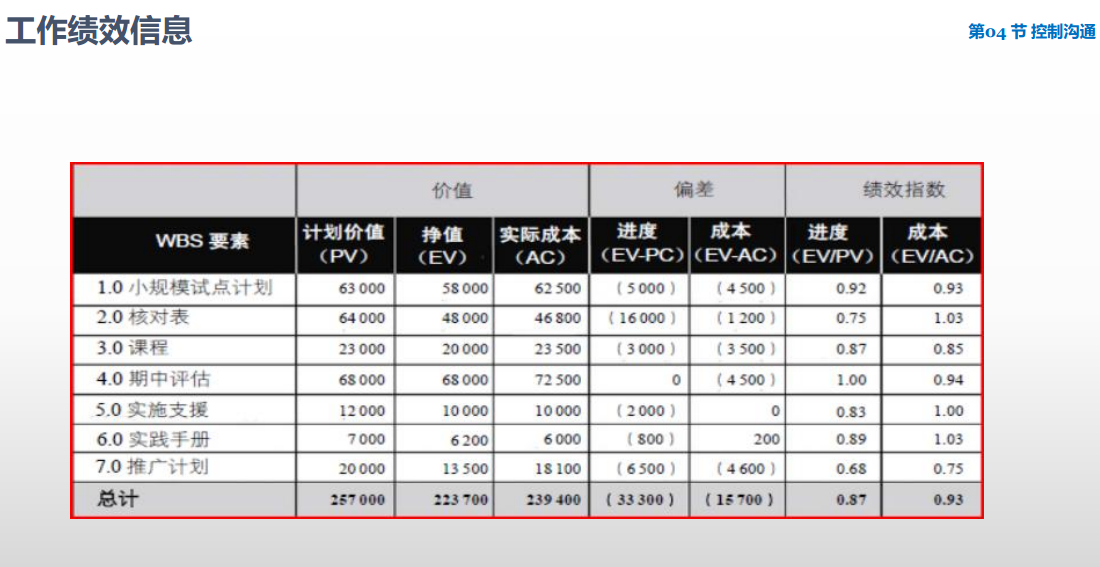 工作绩效信息
第04 节 控制沟通
价值 偏差 绩效指数
WBS 要素 计划价值 (PV) 挣值 (EV) 实际成本 (AC) 进度 (EV-PC) 成本 (EV-AC) 进度 (EV/PV) 成本 (EV/AC)
1.0 小规模试点计划 63 000 58 000 62 500 (5 000) (4 500) 0.92 0.93
2.0 核对表 64 000 48 000 46 800 (16 000) (1 200) 0.75 1.03
3.0 课程 23 000 20 000 23 500 (3 000) (3 500) 0.87 0.85
4.0 期中评估 68 000 68 000 72 500 0 (4 500) 1.00 0.94
5.0 实施支援 12 000 10 000 10 000 (2 000) 0 0.83 1.00
6.0 实践手册 7 000 6 200 6 000 (800) 200 0.89 1.03
7.0 推广计划 20 000 13 500 18 100 (6 500) (4 600) 0.68 0.75
总计 257 000 223 700 239 400 (33 300) (15 700) 0.87 0.93